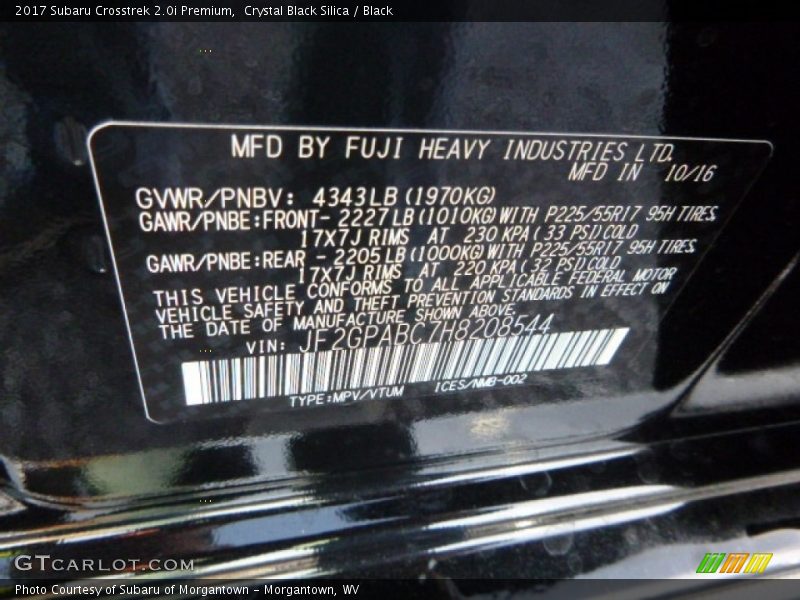 2017 Subaru Crosstrek 2.0i Premium,  Crystal Black Silica / Black
MFD BY FUJI HEAVY INDUSTRIES LTD.
MFD IN 10/16
GVWR/PNBV: 4343LB (1970KG)
GAWR/PNBE:FRONT- 2227LB(1010KG)WITH P225/55R17 95H TIRES
17X7J RIMS AT 230 KPA( 33 PSI)COLD
GAWR/PNBE:REAR - 2205LB(1000KG)WITH P225/55R17 95H TIRES
17X7J RIMS AT 220 KPA( 32 PSI)COLD
THIS VEHICLE CONFORMS TO ALL APPLICABLE FEDERAL MOTOR
VEHICLE SAFETY AND THEFT PREVENTION STANDARDS IN EFFECT ON
THE DATE OF MANUFACTURE SHOWN ABOVE.
VIN: JF2GPABC7H8208544
TYPE:MPV/VTUM ICES/NMB-002
GTCARLOT.COM
Photo Courtesy of Subaru of Morgantown - Morgantown, WV